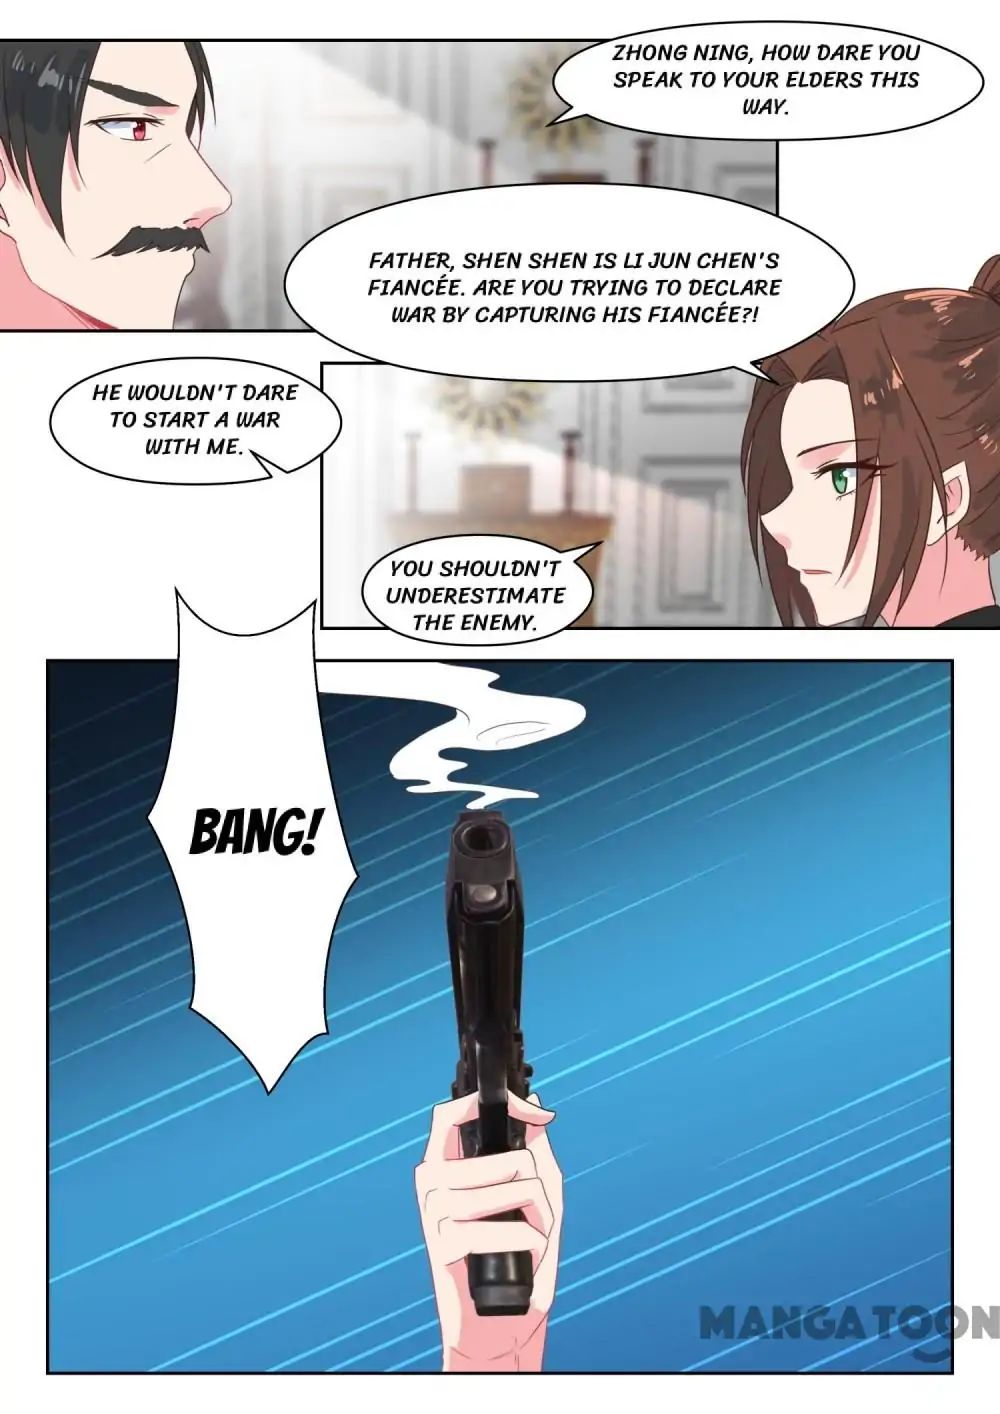 ZHONG NING, HOW DARE YOU
SPEAK TO YOUR ELDERS THIS
WAY.
FATHER, SHEN SHEN IS LI JUN CHEN'S
FIANCÉE. ARE YOU TRYING TO DECLARE
WAR BY CAPTURING HIS FIANCÉE?!
HE WOULDN'T DARE
TO START A WAR
WITH ME.
YOU SHOULDN'T
UNDERESTIMATE
THE ENEMY.
BANG!
MANGATOON